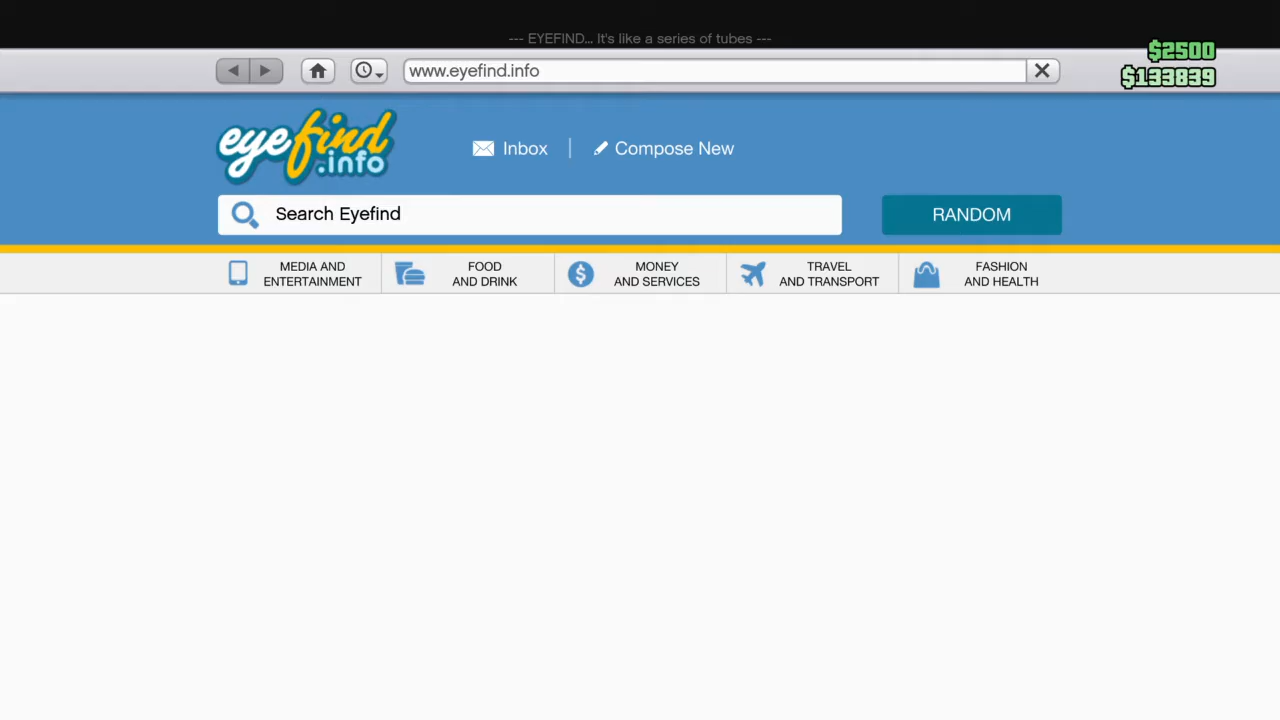 --- EYEFIND... It's like a series of tubes ---
$2500
www.eyefind.info
$133839
eyefind
.info
Inbox
Compose New
Search Eyefind
RANDOM
MEDIA AND
ENTERTAINMENT
FOOD
AND DRINK
MONEY
AND SERVICES
TRAVEL
AND TRANSPORT
FASHION
AND HEALTH